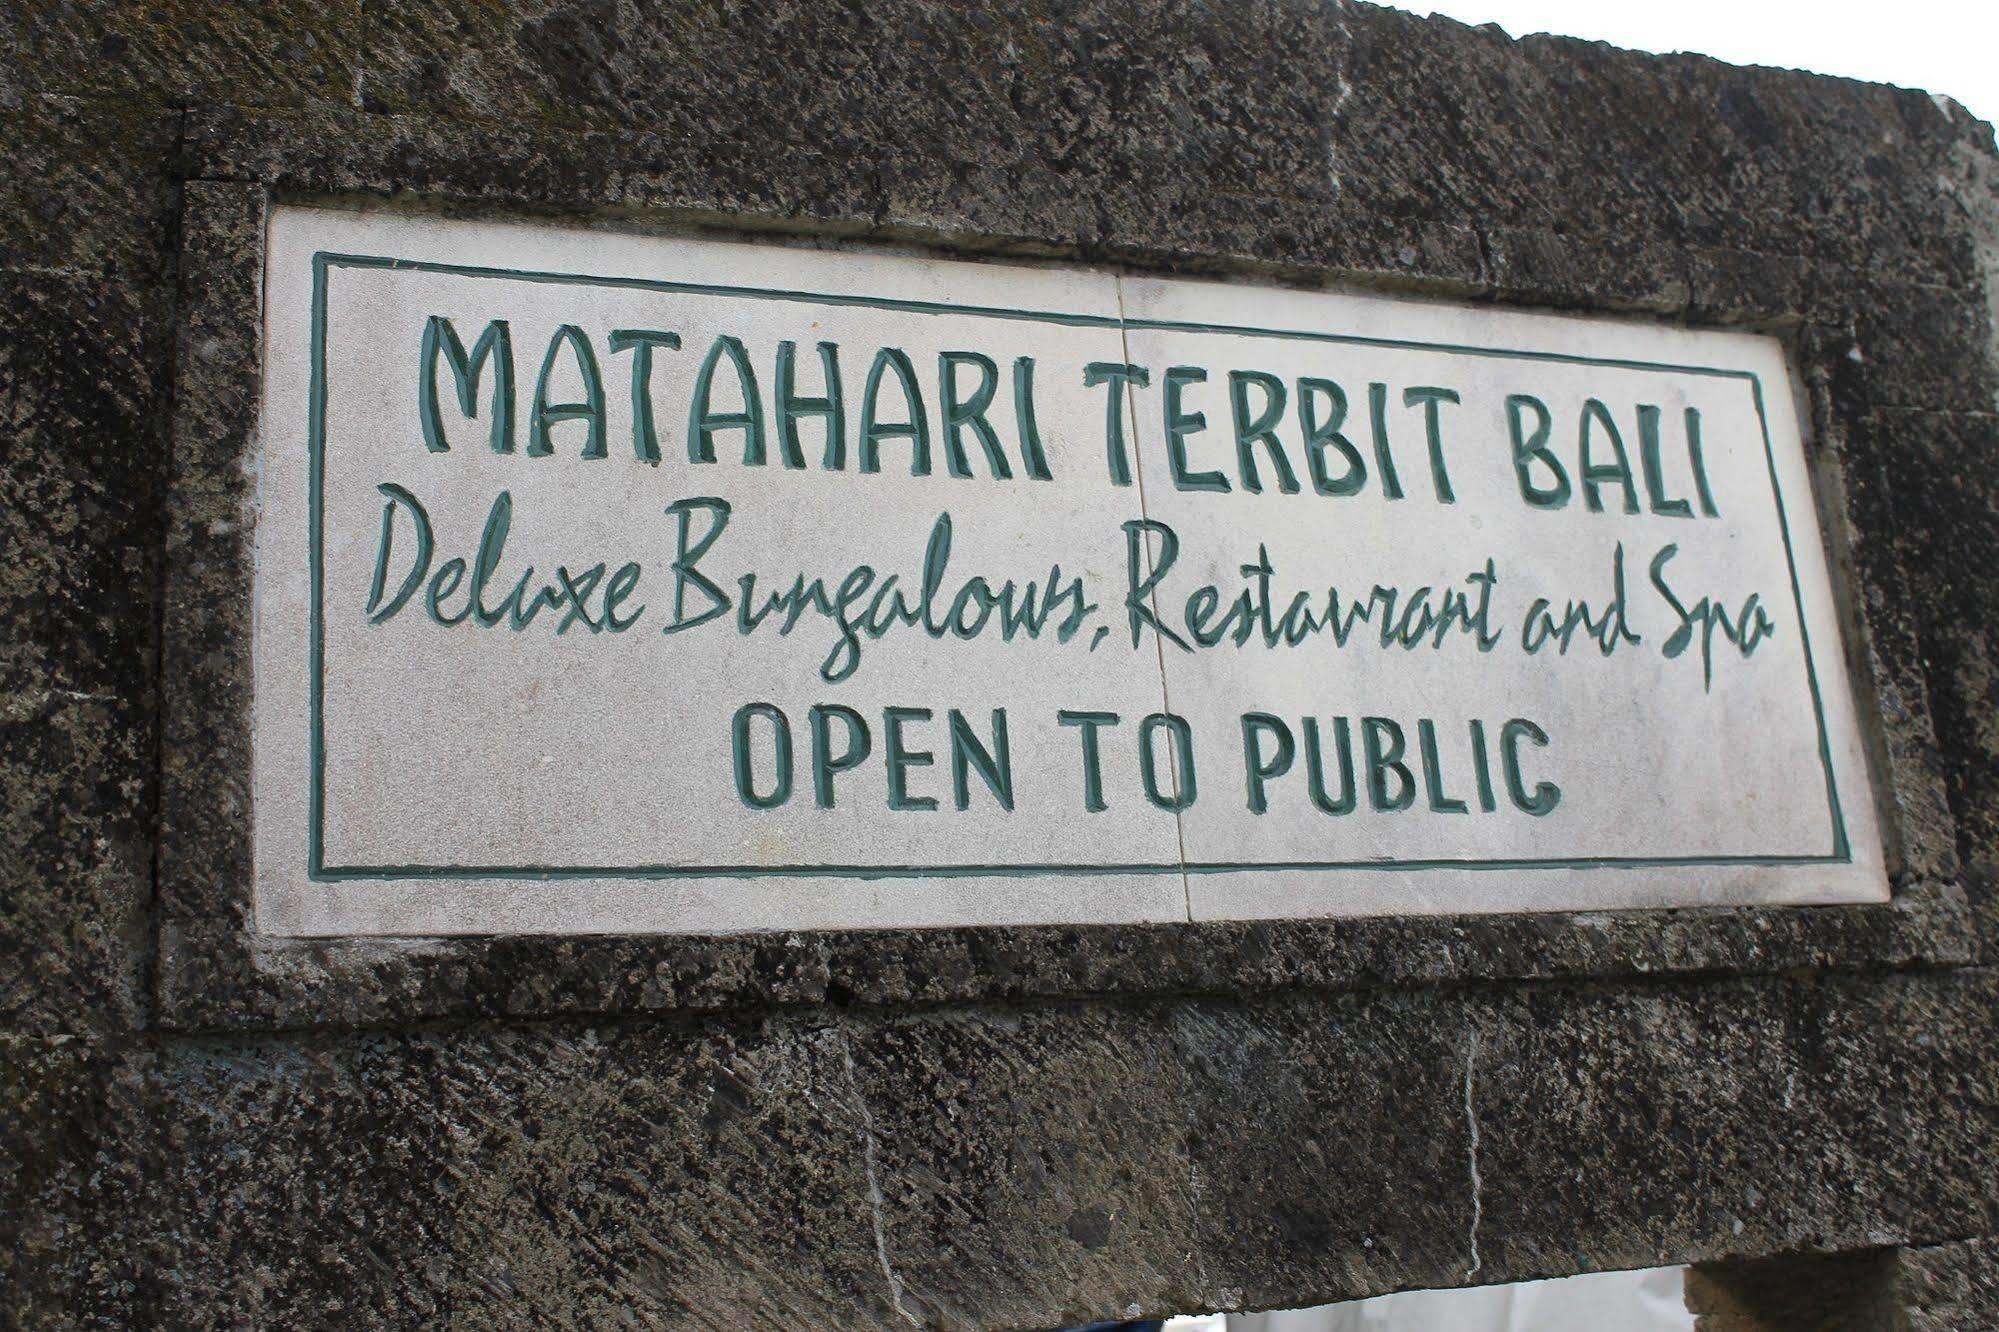 MATAHARI TERBIT BALI
Deluxe Bungalows, Restaurant and Spa
OPEN TO PUBLIC